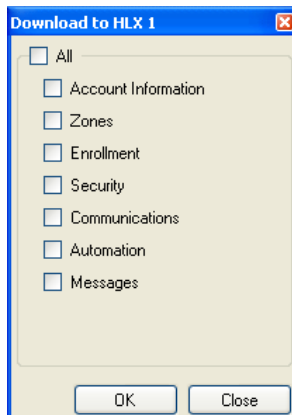 Download to HLX 1
All
Account Information
Zones
Enrollment
Security
Communications
Automation
Messages
OK Close